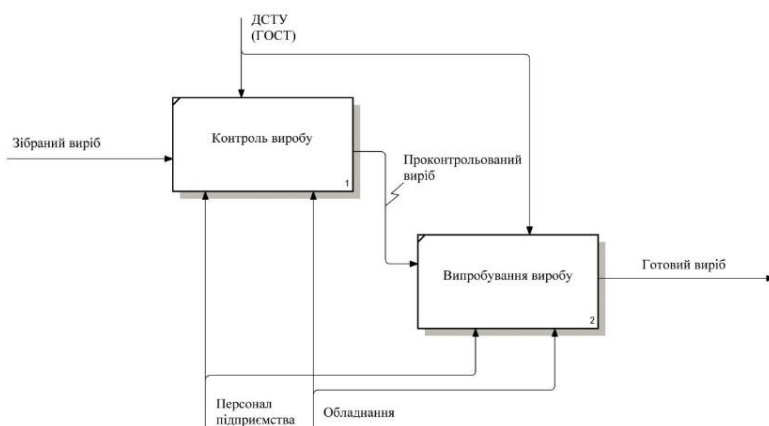 ДСТУ
(ГОСТ)
Зібраний виріб
Контроль виробу
1
Проконтрольований
виріб
Випробування виробу
2
Готовий виріб
Персонал
підприємства
Обладнання